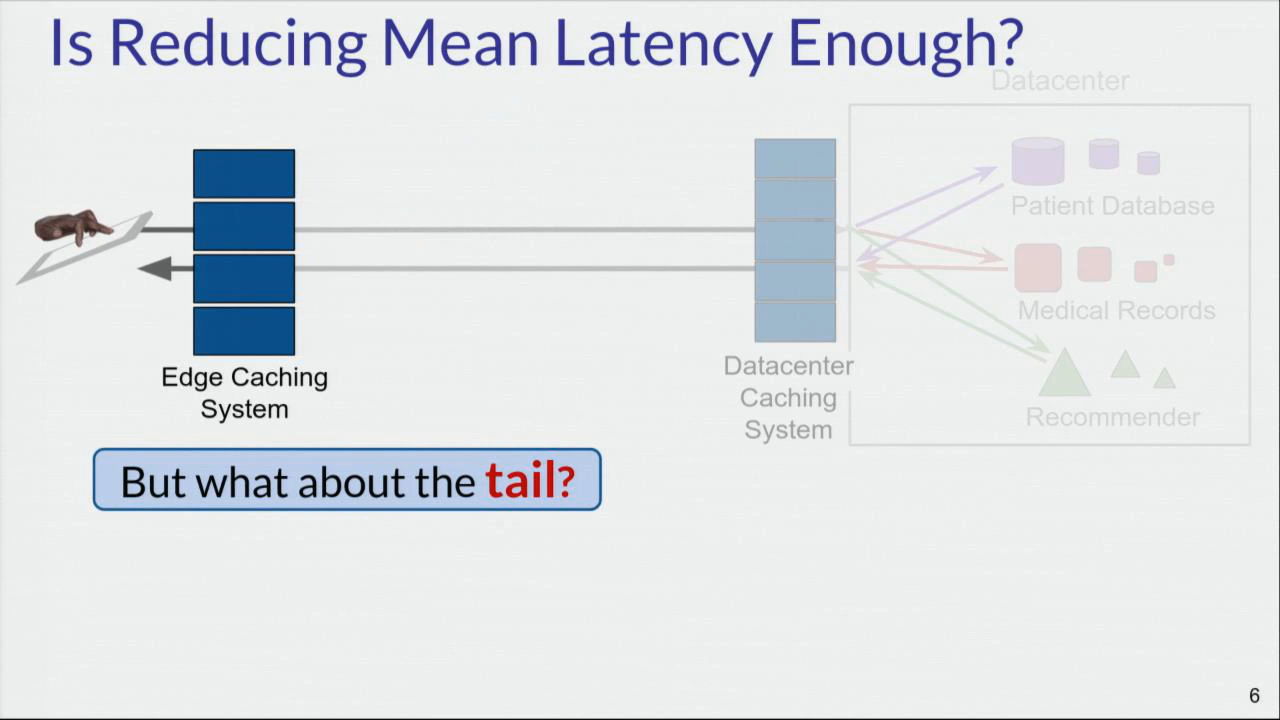 Is Reducing Mean Latency Enough?
Datacenter
Patient Database
Medical Records
Recommender
Edge Caching
System
Datacenter
Caching
System
But what about the tail?
6